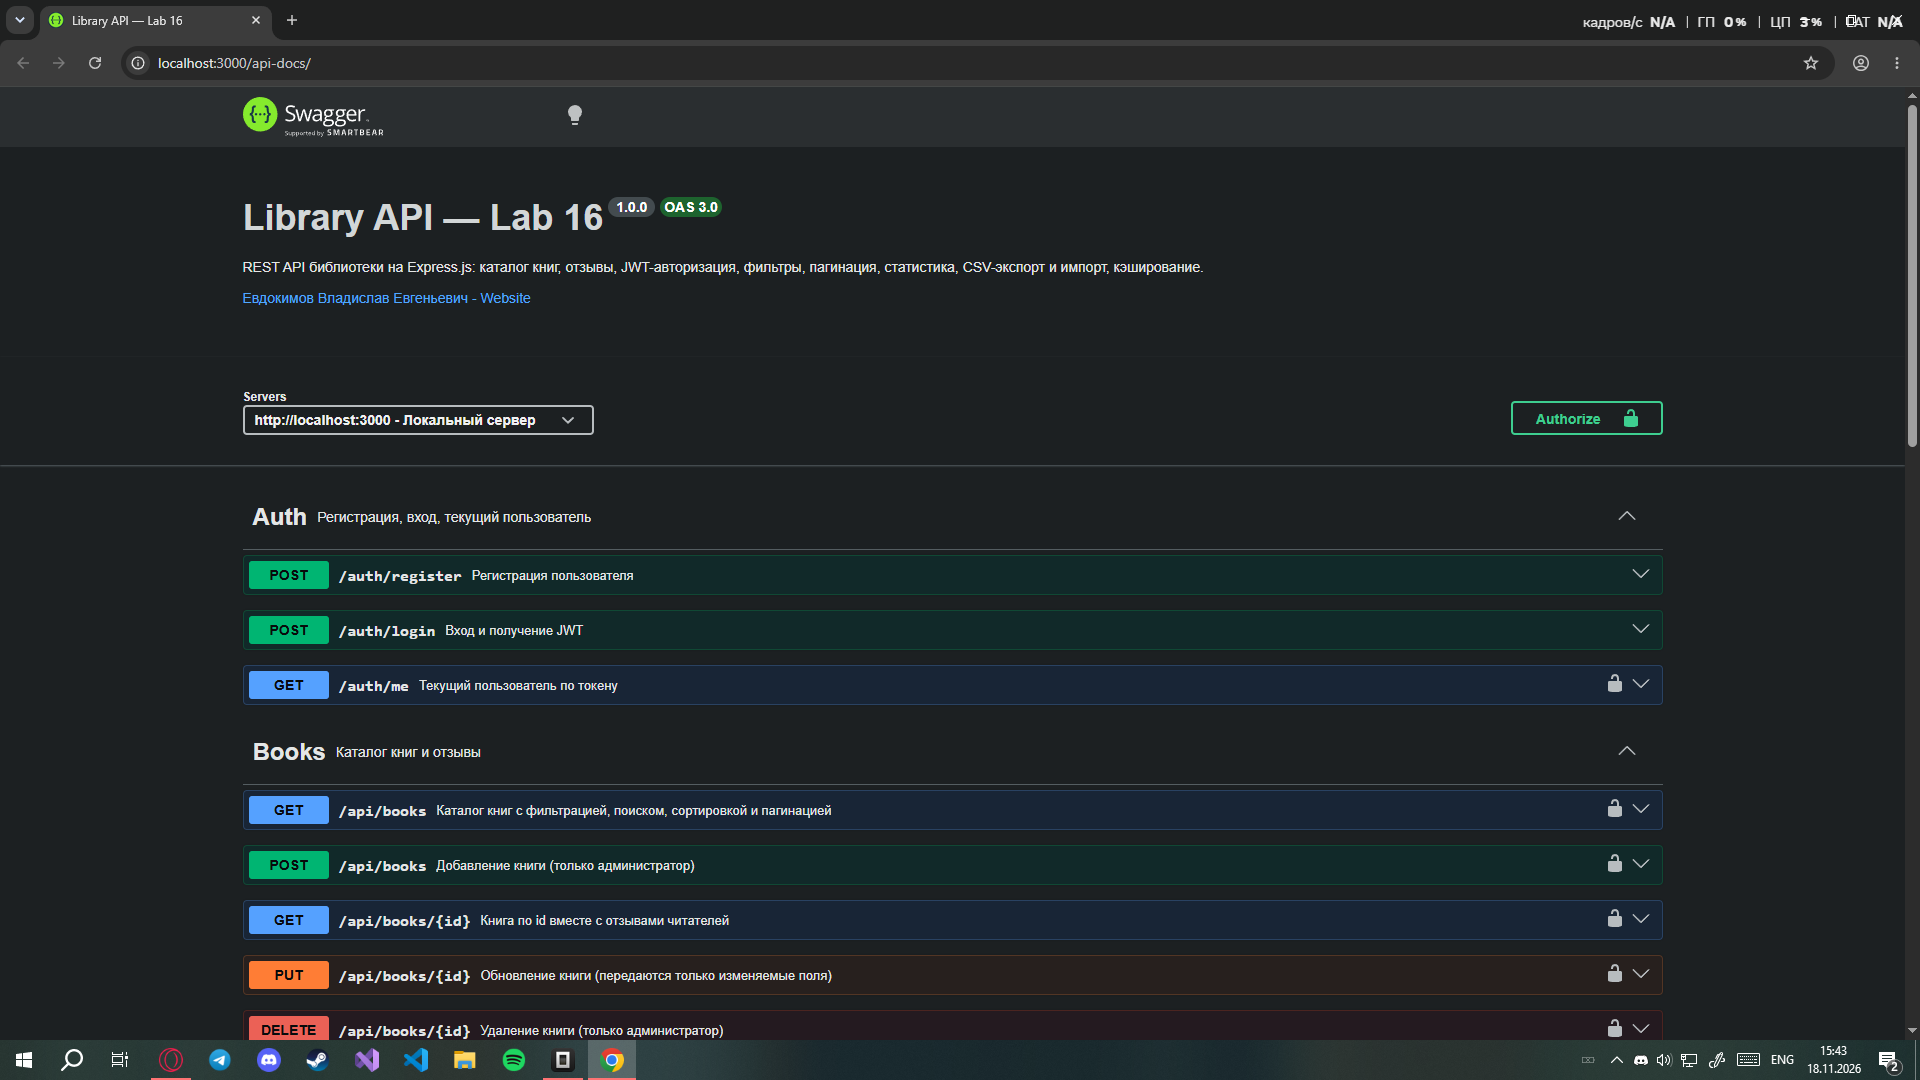 Library API — Lab 16
кадров/с N/A | ГП 0 % | ЦП 3 % | N/A
localhost:3000/api-docs/
Swagger
Supported by SMARTBEAR
Library API — Lab 16 1.0.0 OAS 3.0
REST API библиотеки на Express.js: каталог книг, отзывы, JWT-авторизация, фильтры, пагинация, статистика, CSV-экспорт и импорт, кэширование.
Евдокимов Владислав Евгеньевич - Website
Servers
http://localhost:3000 - Локальный сервер
Authorize
Auth Регистрация, вход, текущий пользователь
POST /auth/register Регистрация пользователя
POST /auth/login Вход и получение JWT
GET /auth/me Текущий пользователь по токену
Books Каталог книг и отзывы
GET /api/books Каталог книг с фильтрацией, поиском, сортировкой и пагинацией
POST /api/books Добавление книги (только администратор)
GET /api/books/{id} Книга по id вместе с отзывами читателей
PUT /api/books/{id} Обновление книги (передаются только изменяемые поля)
DELETE /api/books/{id} Удаление книги (только администратор)
ENG
15:43
18.11.2026
2